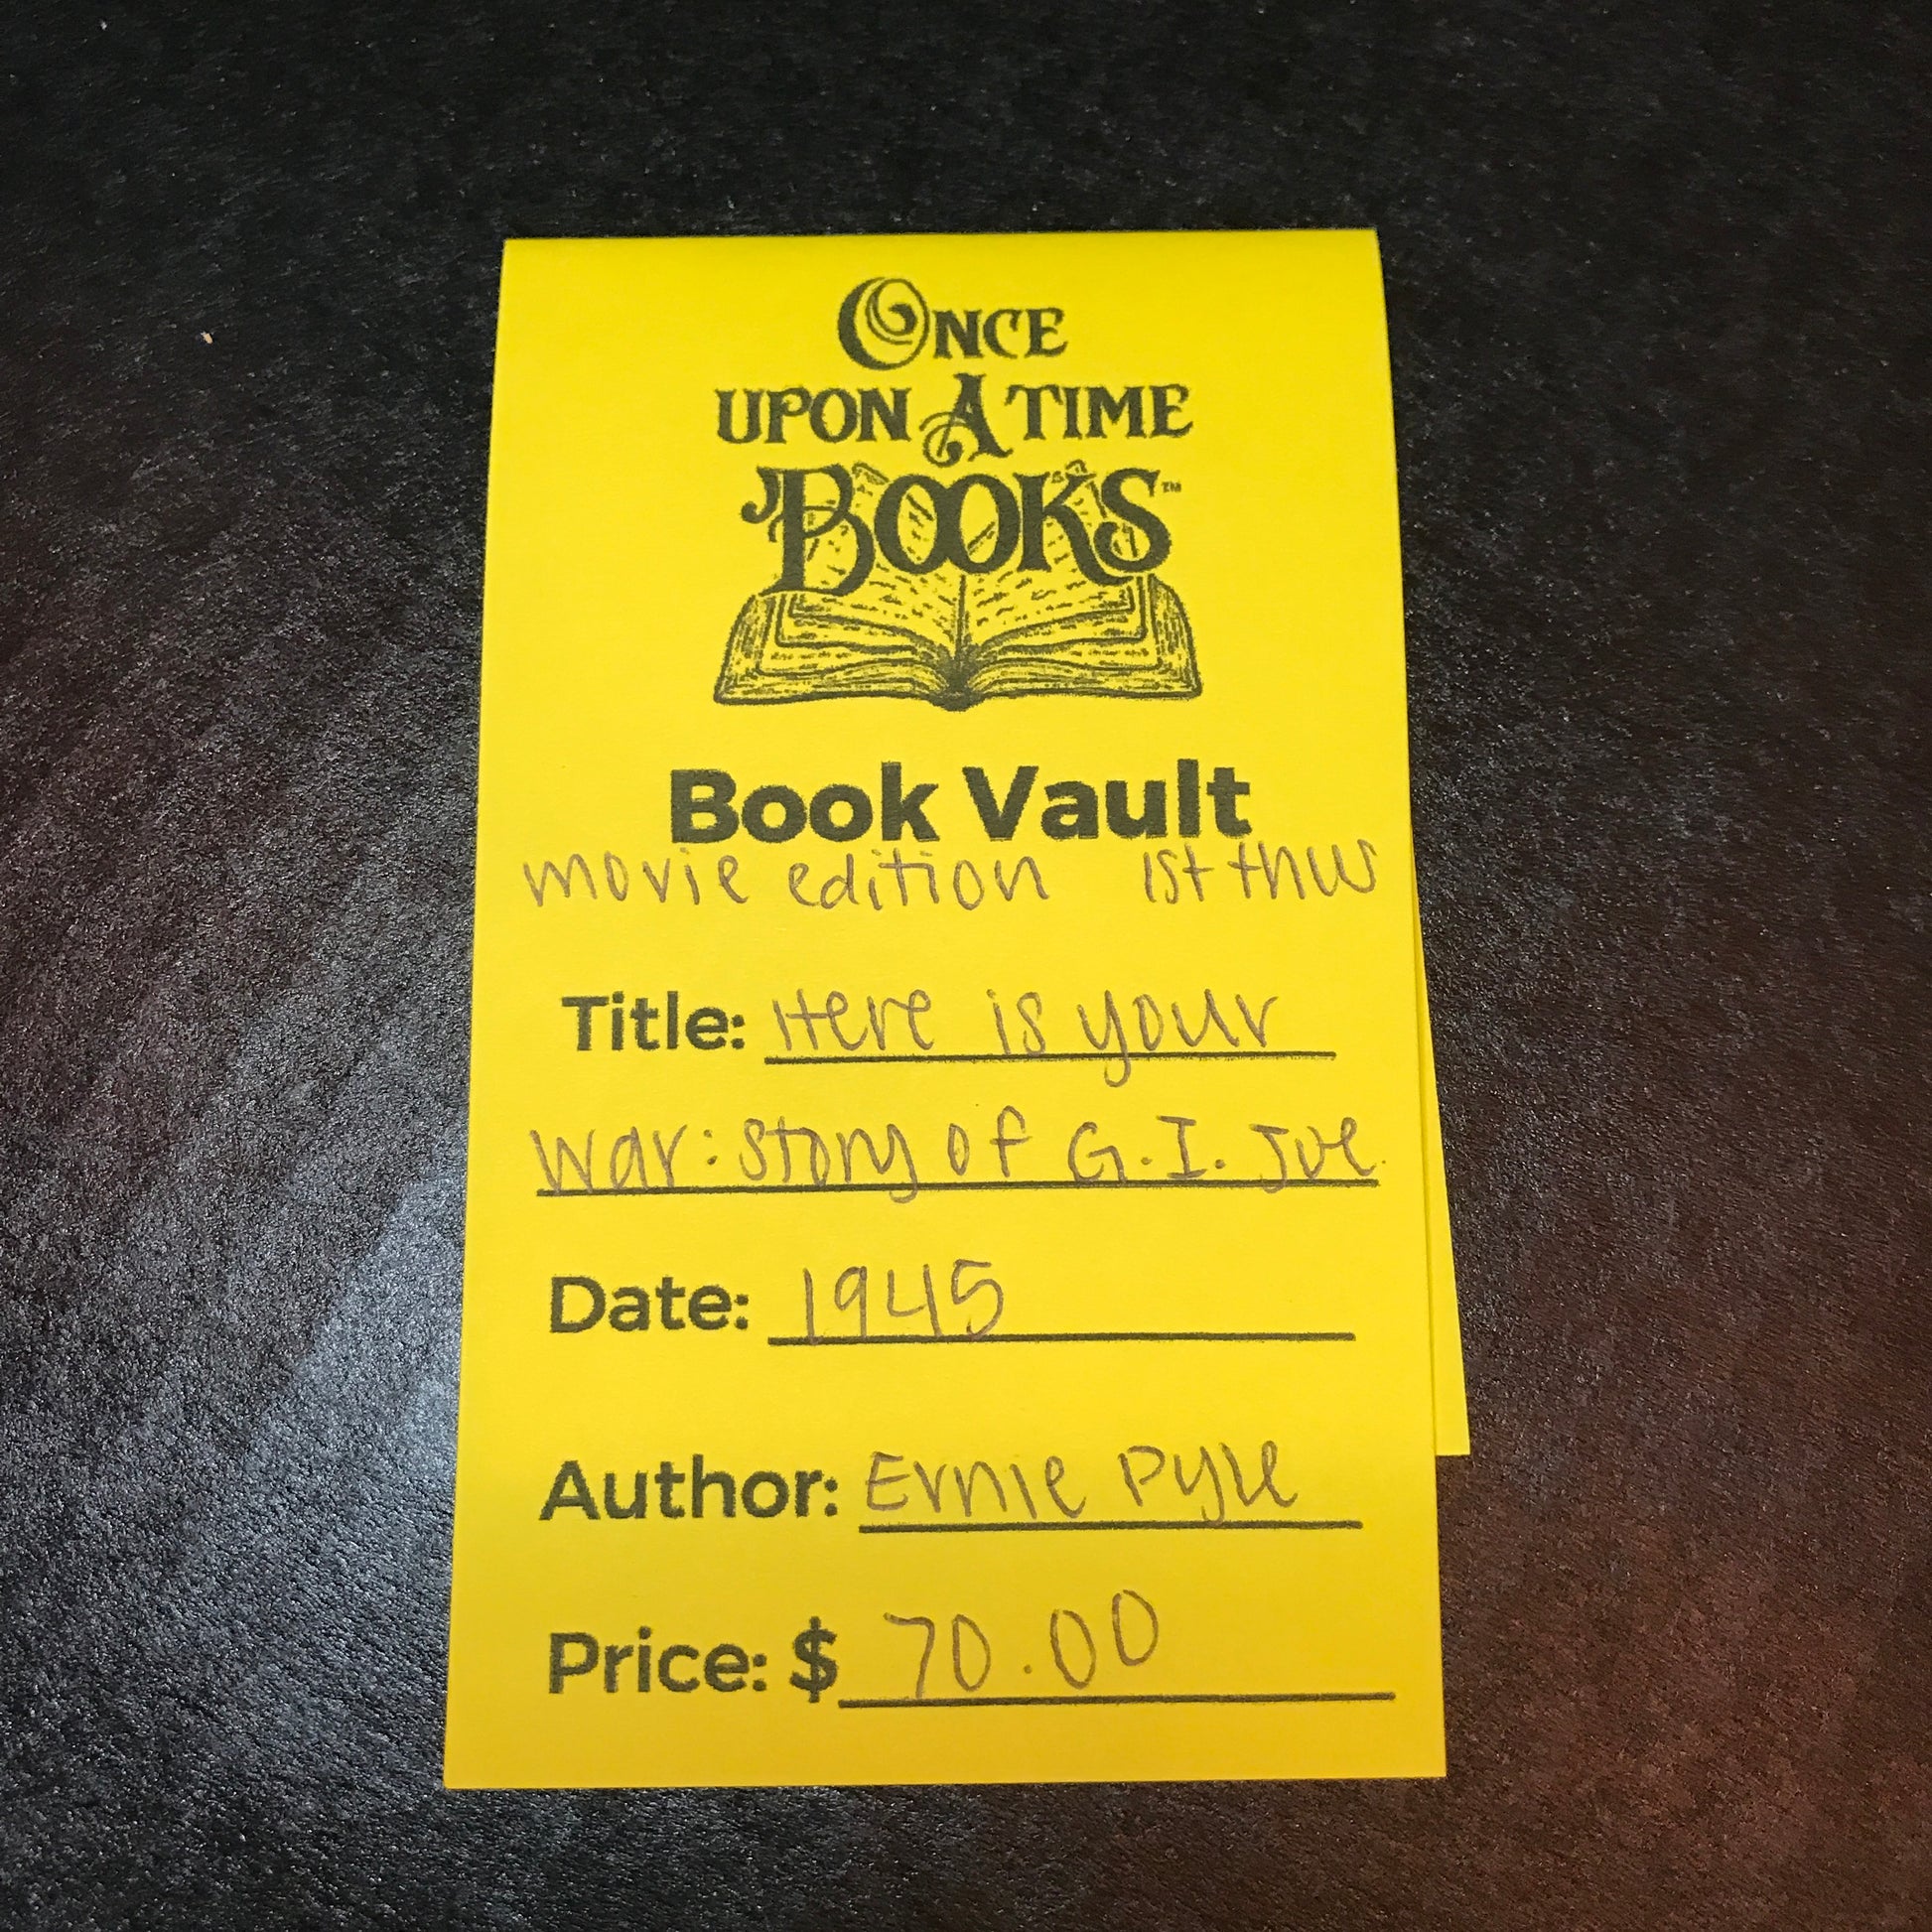 ONCE
UPON A TIME
BOOKS™
Book Vault
movie edition 1st thus
Title: Here is your
war: story of G.I. Joe
Date: 1945
Author: Ernie Pyle
Price: $ 70.00